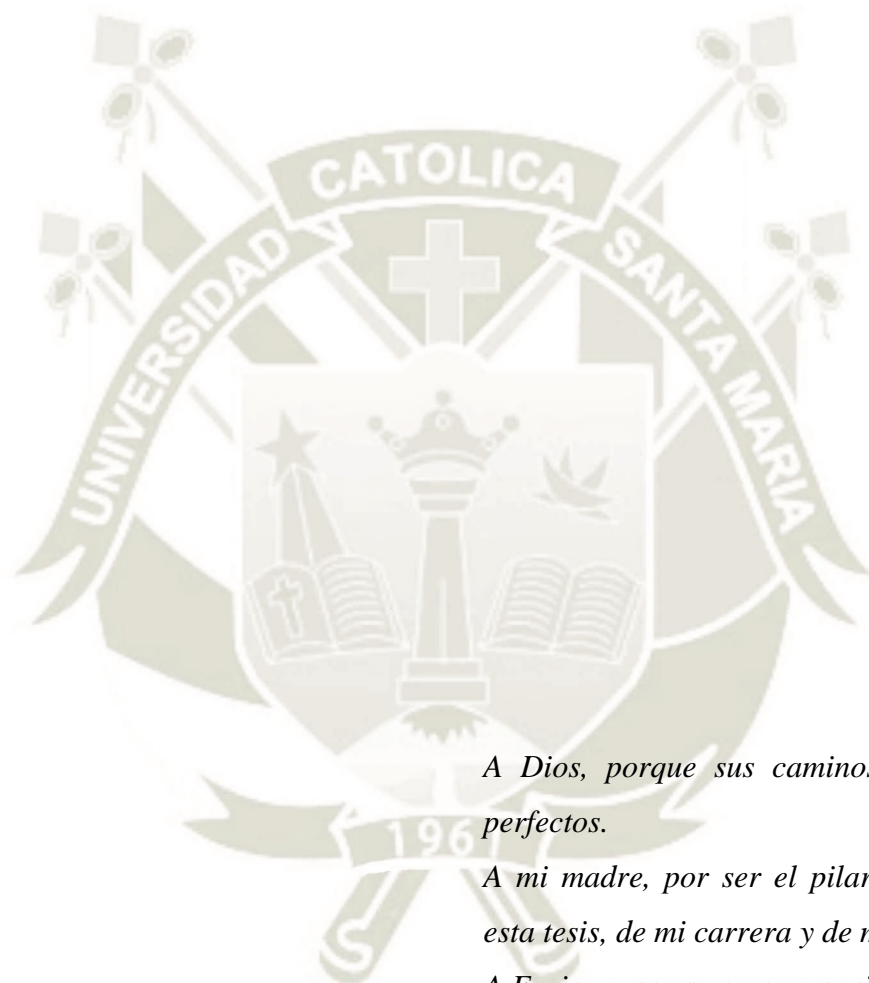 CATOLICA
UNIVERSIDAD
SANTA MARIA
A Dios, porque sus caminos
perfectos.
196
A mi madre, por ser el pilar
esta tesis, de mi carrera y de
A
S